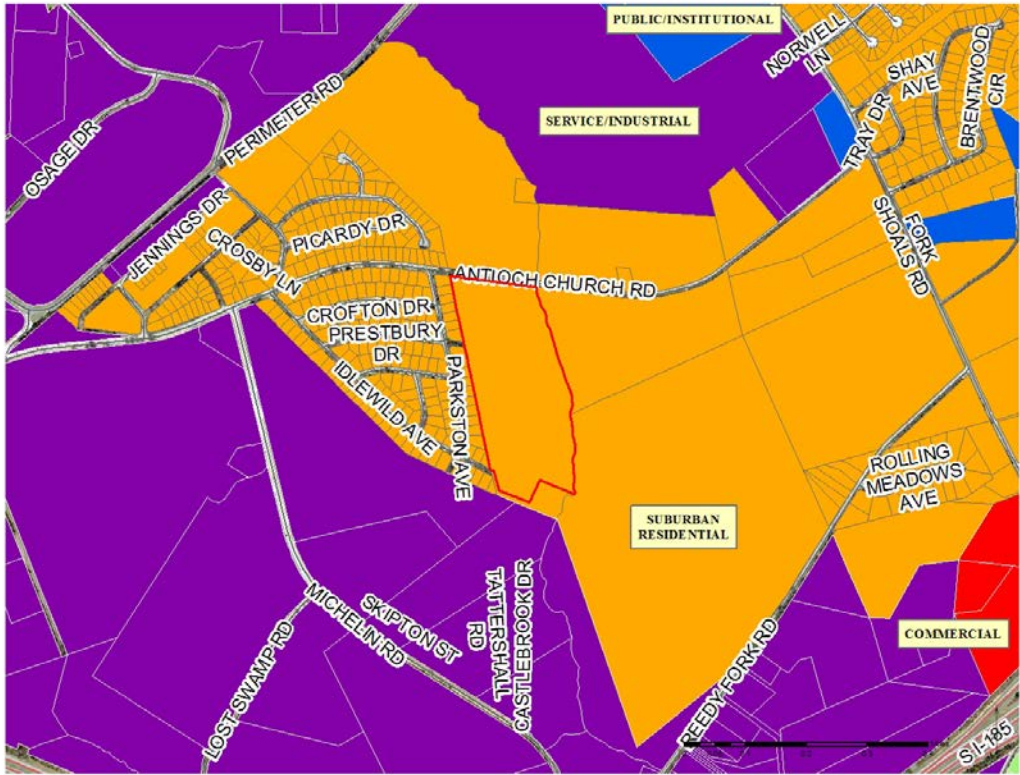 PUBLIC/INSTITUTIONAL
NORWELL
LN
SHAY
AVE
BRENTWOOD
CIR
OSAGE DR
PERIMETER RD
SERVICE/INDUSTRIAL
TRAY DR
JENNINGS DR
PICARDY DR
CROSBY LN
FORK
SHOALS RD
ANTIOCH CHURCH RD
CROFTON DR
PRESTBURY
DR
IDLEWILD AVE
PARKSTON AVE
ROLLING
MEADOWS
AVE
SUBURBAN
RESIDENTIAL
SKIPTON ST
MICHELIN RD
TATTERSHALL
RD
CASTLEBROOK DR
LOST SWAMP RD
REEDY FORK RD
COMMERCIAL
S I-185